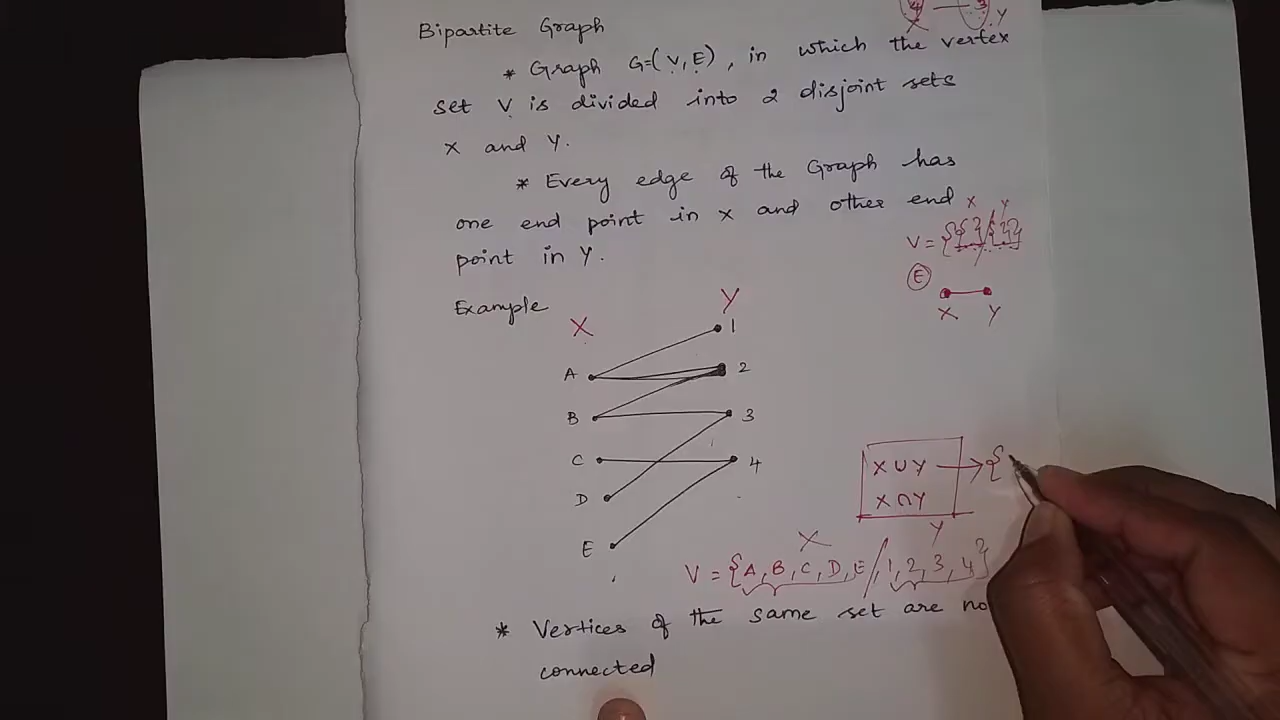 4 3
X Y
Bipartite Graph
* Graph G=(V,E), in which the vertex
set V is divided into 2 disjoint sets
X and Y.
* Every edge of the Graph has
one end point in X and other end
point in Y.
X Y
V = {{ }/{ }}
E
X Y
Example
X Y
1
A 2
B 3
C 4
D
E
X ∪ Y → {
X ∩ Y
X Y
V = {A, B, C, D, E /, 1, 2, 3, 4}
* Vertices of the same set are
connected